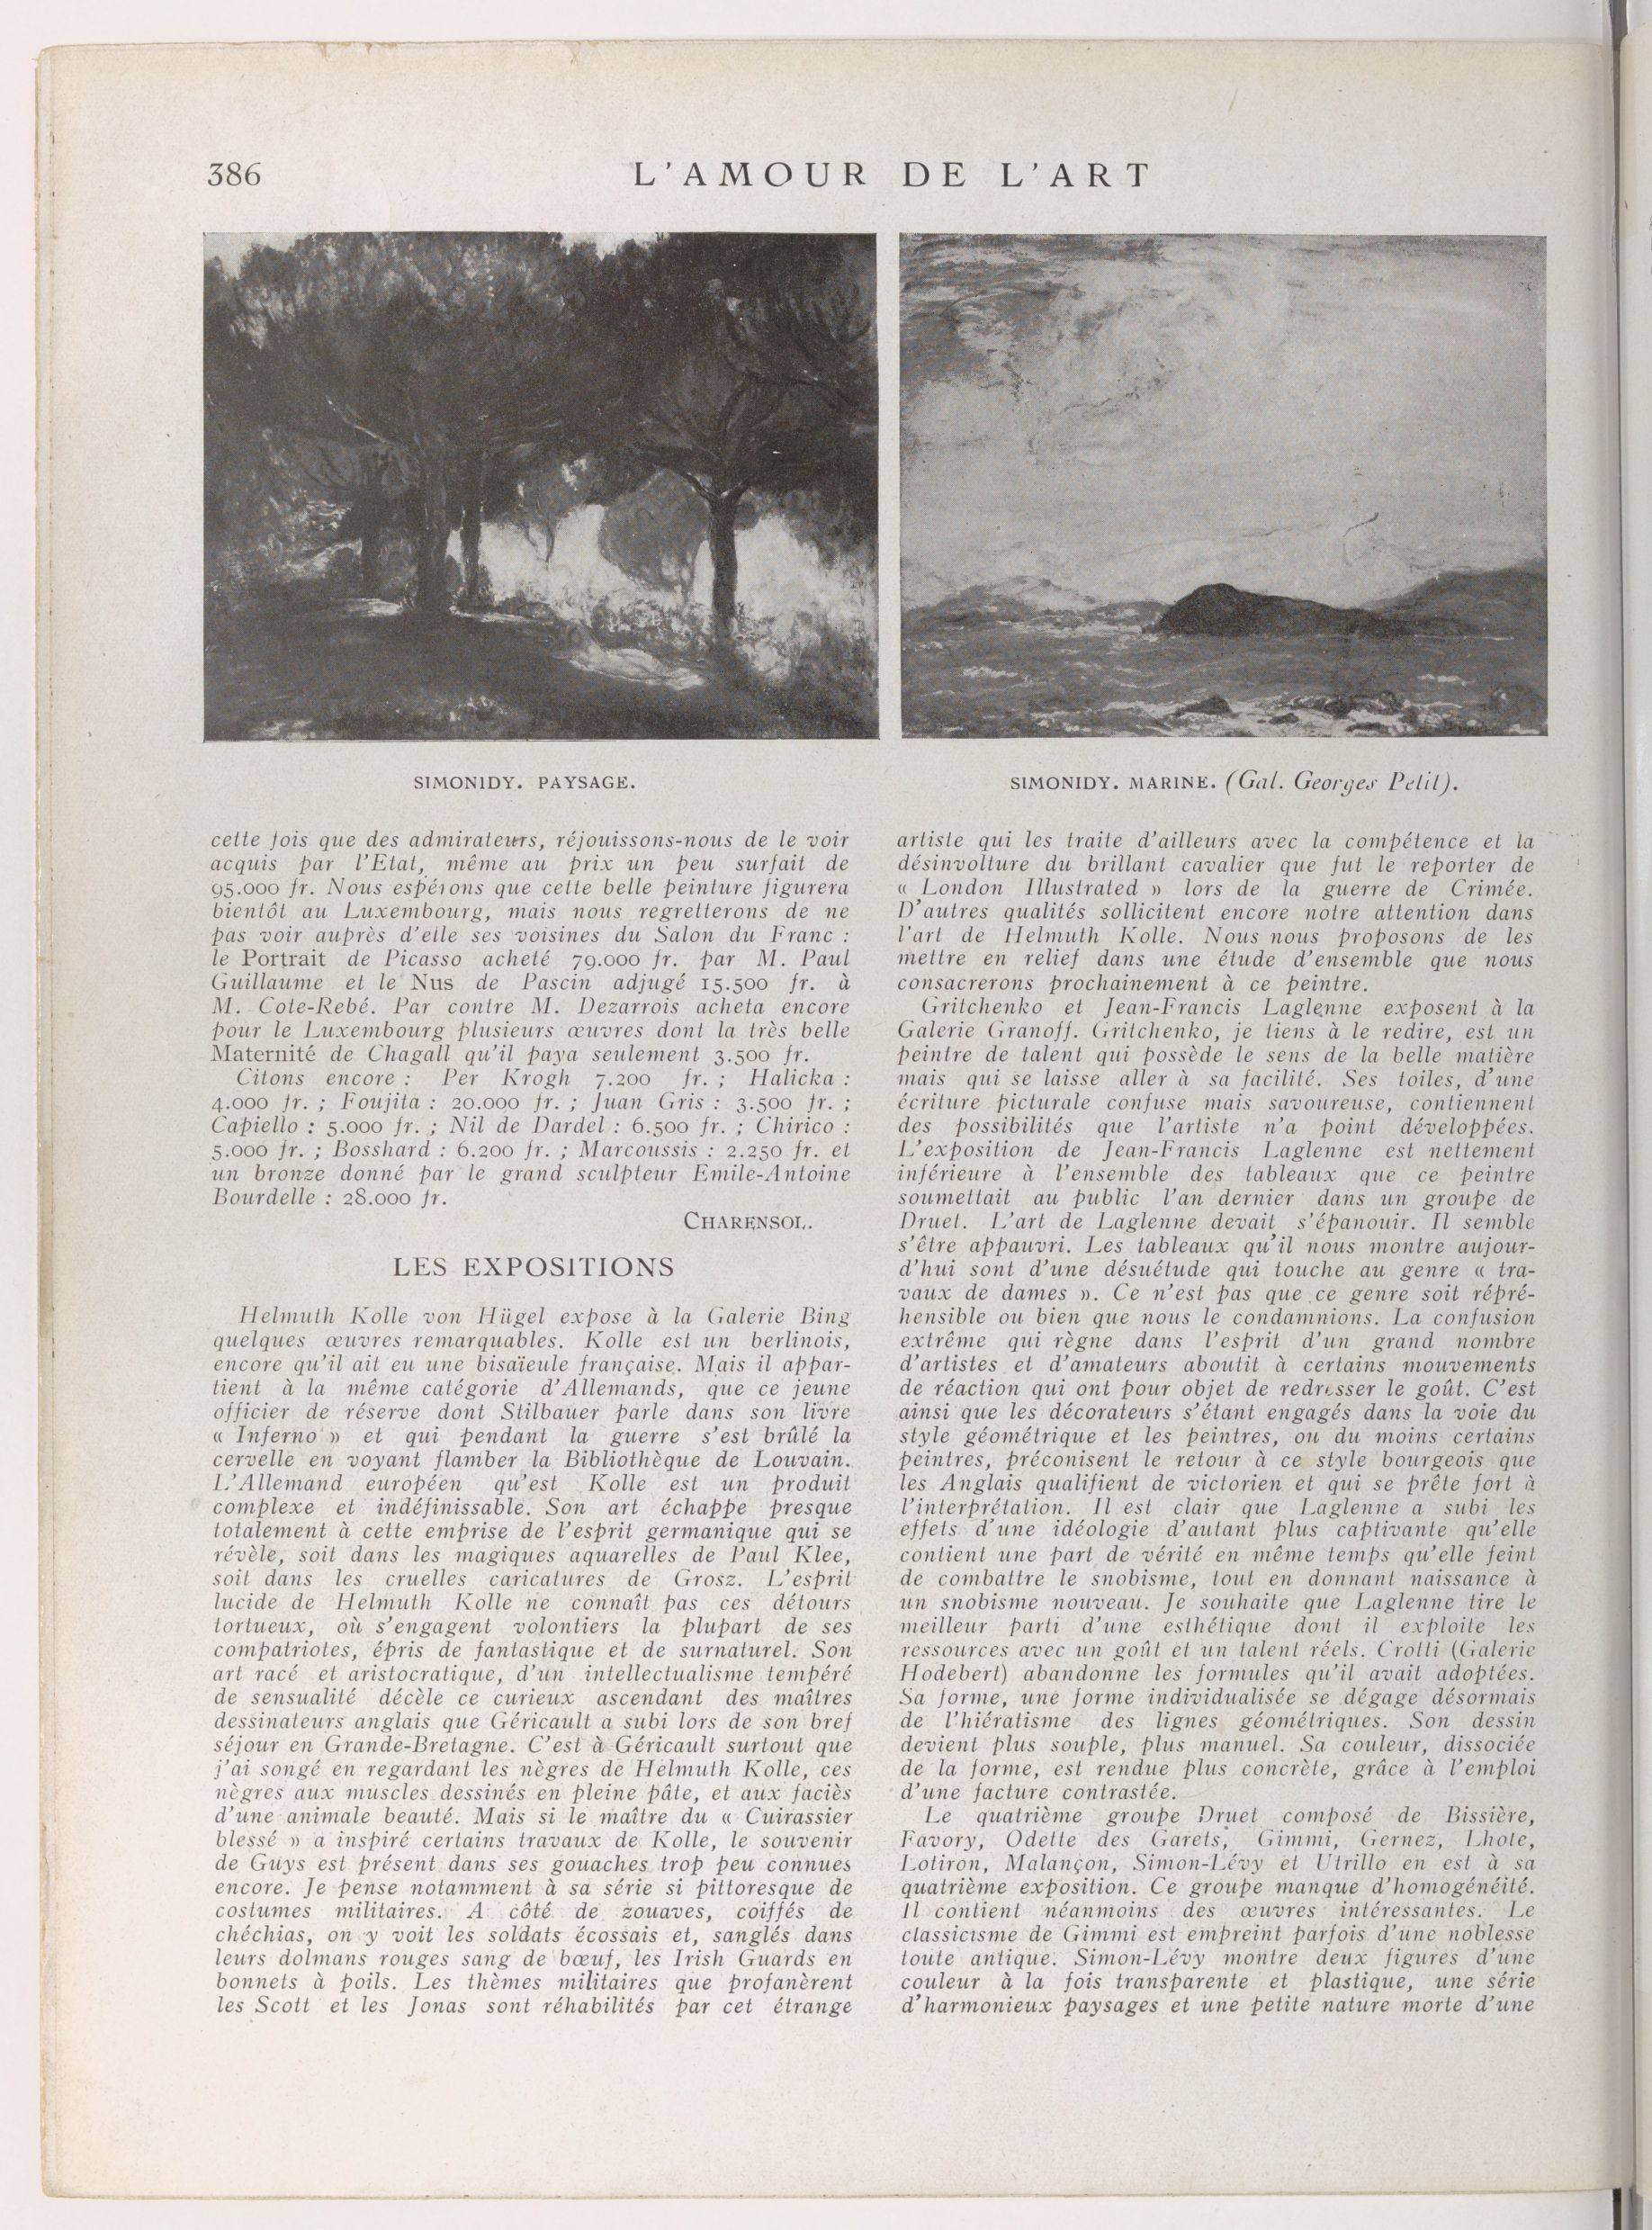 386
L'AMOUR DE L'ART
SIMONIDY. PAYSAGE.
SIMONIDY. MARINE. (Gal. Georges Petit).
cette fois que des admirateurs, réjouissons-nous de le voir
acquis par l'Etat, même au prix un peu surfait de
95.000 fr. Nous espérons que cette belle peinture figurera
bientôt au Luxembourg, mais nous regretterons de ne
pas voir auprès d'elle ses voisines du Salon du Franc :
le Portrait de Picasso acheté 79.000 fr. par M. Paul
Guillaume et le Nus de Pascin adjugé 15.500 fr. à
M. Cote-Rebé. Par contre M. Dezarrois acheta encore
pour le Luxembourg plusieurs œuvres dont la très belle
Maternité de Chagall qu'il paya seulement 3.500 fr.
Citons encore : Per Krogh 7.200 fr. ; Halicka :
4.000 fr. ; Foujita : 20.000 fr. ; Juan Gris : 3.500 fr. ;
Capiello : 5.000 fr. ; Nil de Dardel : 6.500 fr. ; Chirico :
5.000 fr. ; Bosshard : 6.200 fr. ; Marcoussis : 2.250 fr. et
un bronze donné par le grand sculpteur Emile-Antoine
Bourdelle : 28.000 fr.
CHARENSOL.
LES EXPOSITIONS
Helmuth Kolle von Hügel expose à la Galerie Bing
quelques œuvres remarquables. Kolle est un berlinois,
encore qu'il ait eu une bisaïeule française. Mais il appar-
tient à la même catégorie d'Allemands, que ce jeune
officier de réserve dont Stilbauer parle dans son livre
« Inferno » et qui pendant la guerre s'est brûlé la
cervelle en voyant flamber la Bibliothèque de Louvain.
L'Allemand européen qu'est Kolle est un produit
complexe et indéfinissable. Son art échappe presque
totalement à cette emprise de l'esprit germanique qui se
révèle, soit dans les magiques aquarelles de Paul Klee,
soit dans les cruelles caricatures de Grosz. L'esprit
lucide de Helmuth Kolle ne connaît pas ces détours
tortueux, où s'engagent volontiers la plupart de ses
compatriotes, épris de fantastique et de surnaturel. Son
art racé et aristocratique, d'un intellectualisme tempéré
de sensualité décèle ce curieux ascendant des maîtres
dessinateurs anglais que Géricault a subi lors de son bref
séjour en Grande-Bretagne. C'est à Géricault surtout que
j'ai songé en regardant les nègres de Helmuth Kolle, ces
nègres aux muscles dessinés en pleine pâte, et aux faciès
d'une animale beauté. Mais si le maître du « Cuirassier
blessé » a inspiré certains travaux de Kolle, le souvenir
de Guys est présent dans ses gouaches trop peu connues
encore. Je pense notamment à sa série si pittoresque de
costumes militaires. A côté de zouaves, coiffés de
chéchias, on y voit les soldats écossais et, sanglés dans
leurs dolmans rouges sang de bœuf, les Irish Guards en
bonnets à poils. Les thèmes militaires que profanèrent
les Scott et les Jonas sont réhabilités par cet étrange
artiste qui les traite d'ailleurs avec la compétence et la
désinvolture du brillant cavalier que fut le reporter de
« London Illustrated » lors de la guerre de Crimée.
D'autres qualités sollicitent encore notre attention dans
l'art de Helmuth Kolle. Nous nous proposons de les
mettre en relief dans une étude d'ensemble que nous
consacrerons prochainement à ce peintre.
Gritchenko et Jean-Francis Laglenne exposent à la
Galerie Granoff. Gritchenko, je tiens à le redire, est un
peintre de talent qui possède le sens de la belle matière
mais qui se laisse aller à sa facilité. Ses toiles, d'une
écriture picturale confuse mais savoureuse, contiennent
des possibilités que l'artiste n'a point développées.
L'exposition de Jean-Francis Laglenne est nettement
inférieure à l'ensemble des tableaux que ce peintre
soumettait au public l'an dernier dans un groupe de
Druet. L'art de Laglenne devait s'épanouir. Il semble
s'être appauvri. Les tableaux qu'il nous montre aujour-
d'hui sont d'une désuétude qui touche au genre « tra-
vaux de dames ». Ce n'est pas que ce genre soit répré-
hensible ou bien que nous le condamnions. La confusion
extrême qui règne dans l'esprit d'un grand nombre
d'artistes et d'amateurs aboutit à certains mouvements
de réaction qui ont pour objet de redresser le goût. C'est
ainsi que les décorateurs s'étant engagés dans la voie du
style géométrique et les peintres, ou du moins certains
peintres, préconisent le retour à ce style bourgeois que
les Anglais qualifient de victorien et qui se prête fort à
l'interprétation. Il est clair que Laglenne a subi les
effets d'une idéologie d'autant plus captivante qu'elle
contient une part de vérité en même temps qu'elle feint
de combattre le snobisme, tout en donnant naissance à
un snobisme nouveau. Je souhaite que Laglenne tire le
meilleur parti d'une esthétique dont il exploite les
ressources avec un goût et un talent réels. Crotti (Galerie
Hodebert) abandonne les formules qu'il avait adoptées.
Sa forme, une forme individualisée se dégage désormais
de l'hiératisme des lignes géométriques. Son dessin
devient plus souple, plus manuel. Sa couleur, dissociée
de la forme, est rendue plus concrète, grâce à l'emploi
d'une facture contrastée.
Le quatrième groupe Druet composé de Bissière,
Favory, Odette des Garets, Gimmi, Gernez, Lhote,
Lotiron, Malançon, Simon-Lévy et Utrillo en est à sa
quatrième exposition. Ce groupe manque d'homogénéité.
Il contient néanmoins des œuvres intéressantes. Le
classicisme de Gimmi est empreint parfois d'une noblesse
toute antique. Simon-Lévy montre deux figures d'une
couleur à la fois transparente et plastique, une série
d'harmonieux paysages et une petite nature morte d'une